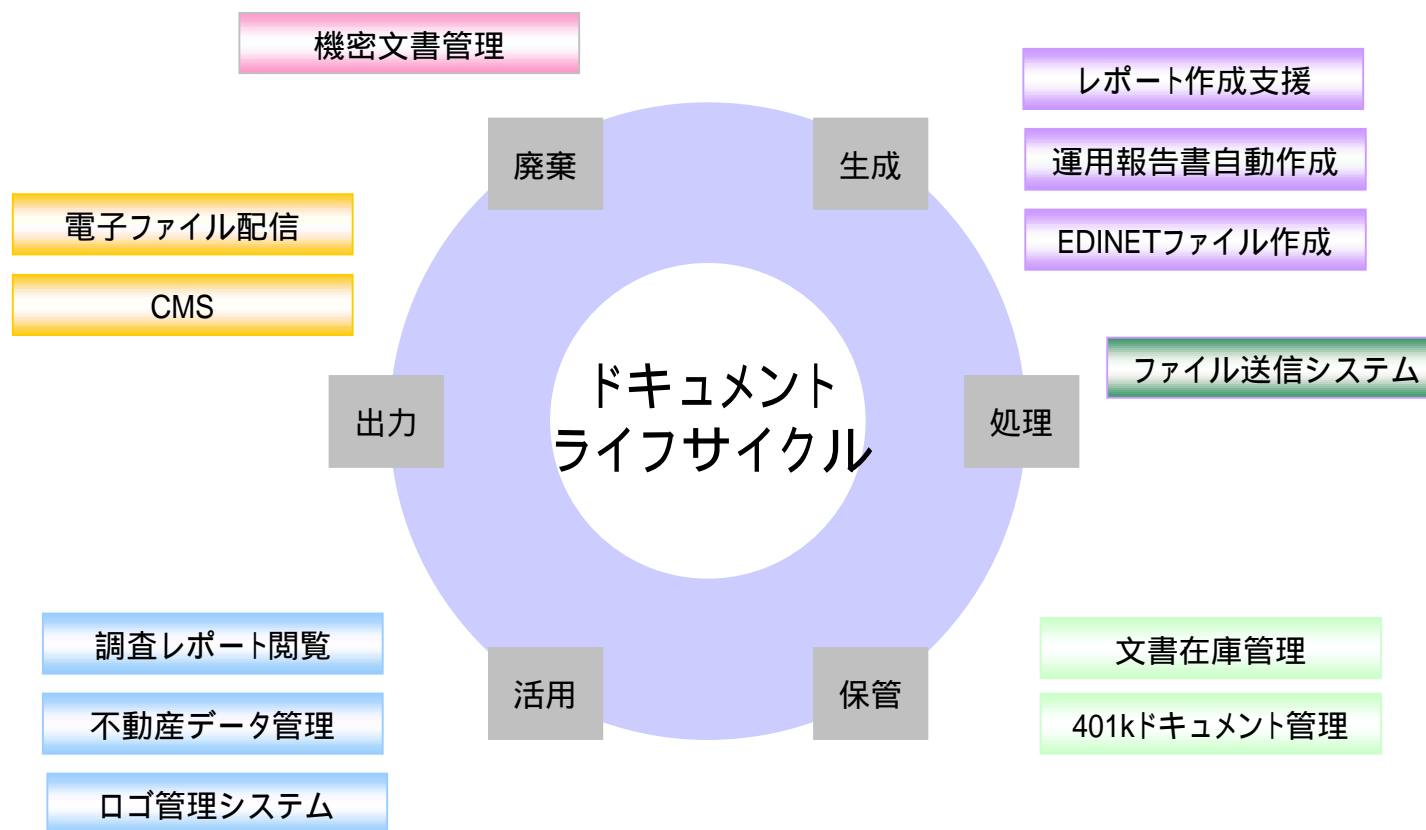 機密文書管理
レポート作成支援
廃棄
生成
運用報告書自動作成
電子ファイル配信
EDINETファイル作成
CMS
ドキュメント
ライフサイクル
ファイル送信システム
出力
処理
調査レポート閲覧
文書在庫管理
活用
保管
不動産データ管理
401kドキュメント管理
ロゴ管理システム